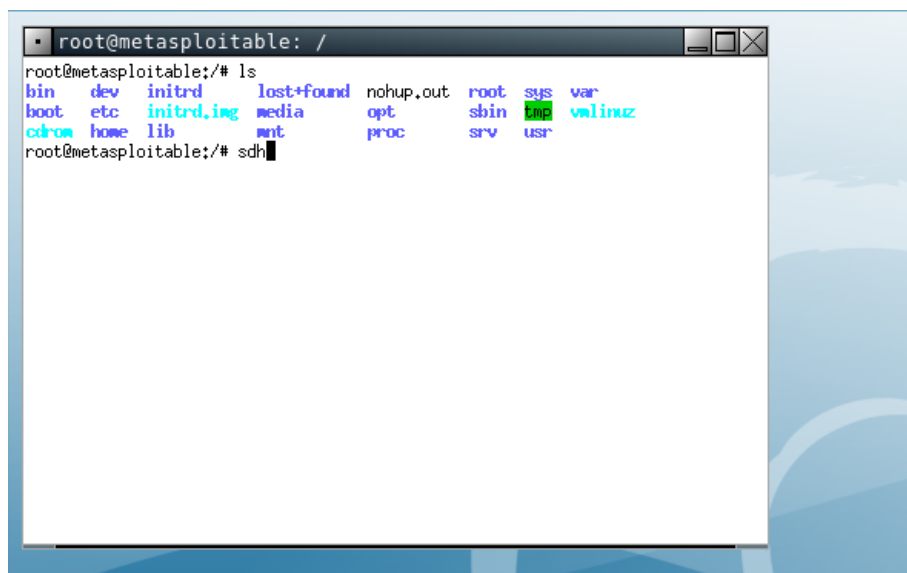 root@metasploitable: /
root@metasploitable:/# ls
bin dev initrd lost+found nohup.out root sys var
boot etc initrd.img media opt sbin tmp vmlinuz
cdrom home lib mnt proc srv usr
root@metasploitable:/# sdh